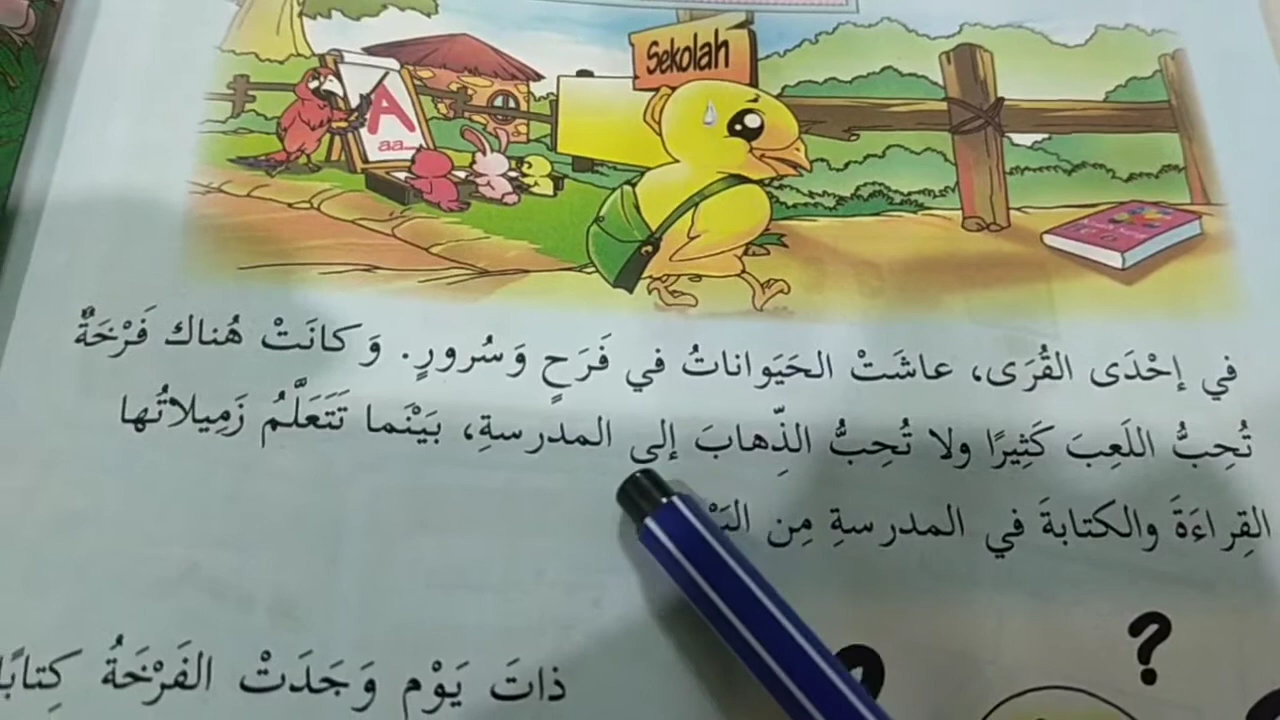 Sekolah
A
aa
في إحْدَى القُرَى، عاشَتْ الحَيَواناتُ في فَرَحٍ وَسُرورٍ. وَكانَتْ هُناك فَرْخَةٌ
تُحِبُّ اللَعِبَ كَثِيرًا ولا تُحِبُّ الذِّهابَ إلى المدرسةِ، بَيْنَما تَتَعَلَّمُ زَمِيلاتُها
القِراءَةَ والكتابةَ في المدرسةِ مِن
?
ذاتَ يَوْم وَجَدَتْ الفَرْخَةُ كِتابًا